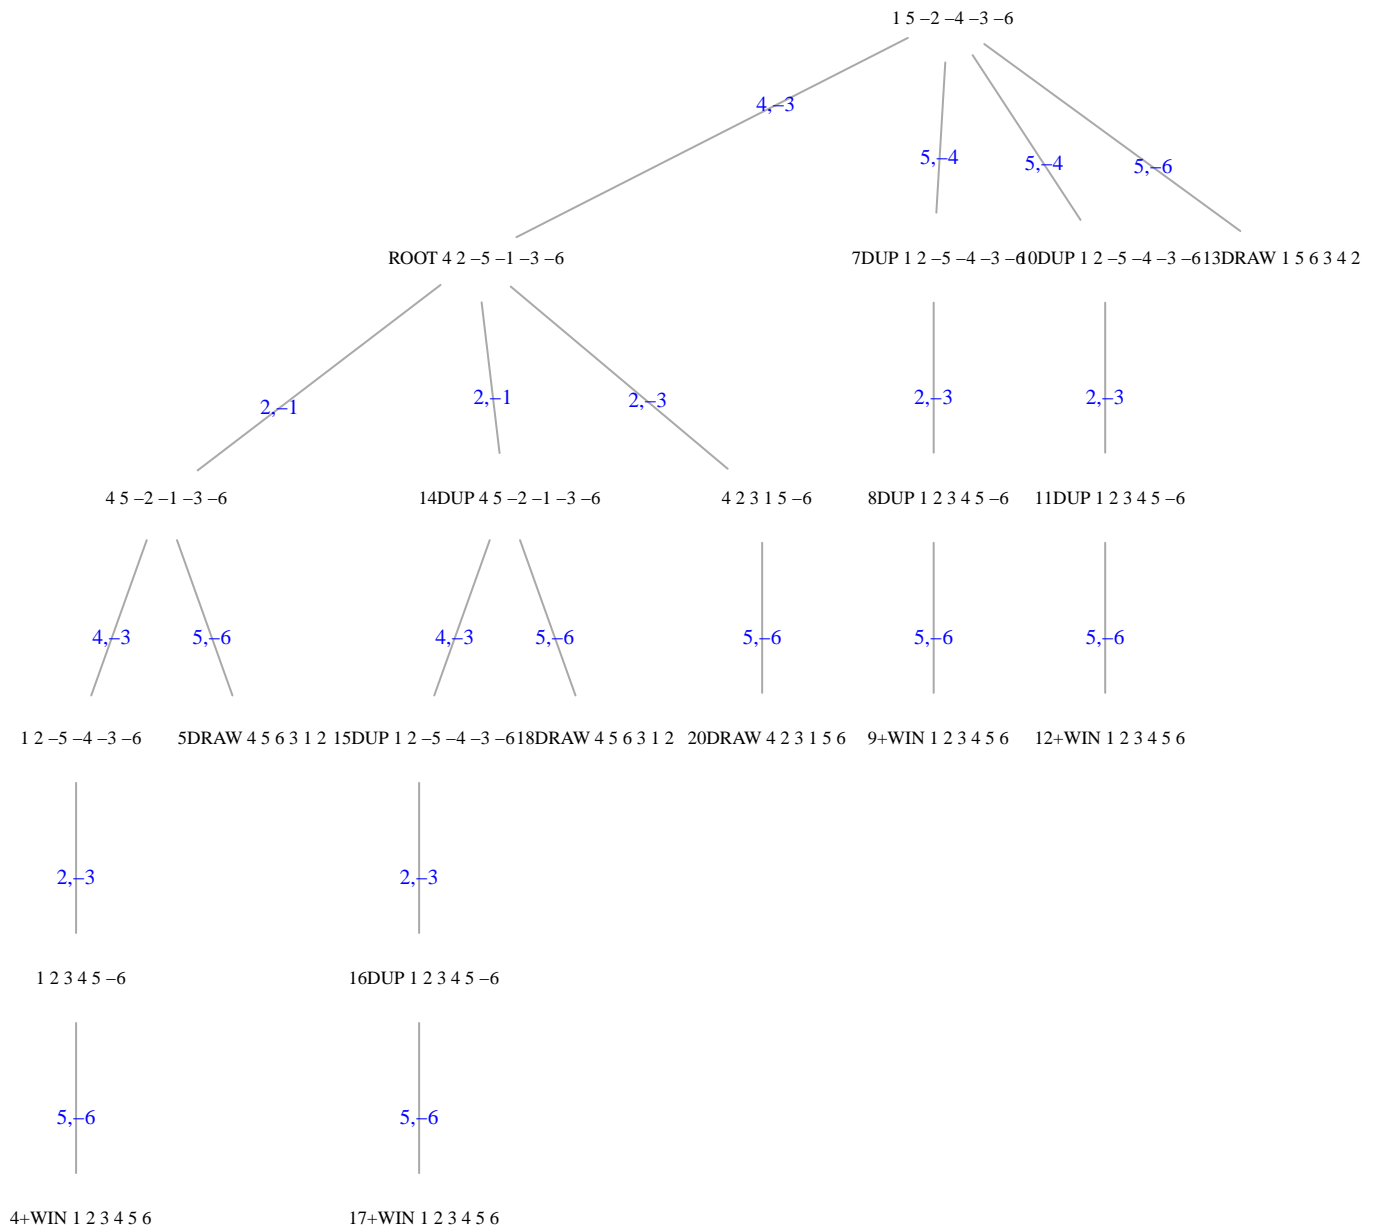 1 5 –2 –4 –3 –6
4,–3
5,–4
5,–4
5,–6
ROOT 4 2 –5 –1 –3 –6
7DUP 1 2 –5 –4 –3 –6
10DUP 1 2 –5 –4 –3 –6
13DRAW 1 5 6 3 4 2
2,–1
2,–1
2,–3
2,–3
2,–3
4 5 –2 –1 –3 –6
14DUP 4 5 –2 –1 –3 –6
4 2 3 1 5 –6
8DUP 1 2 3 4 5 –6
11DUP 1 2 3 4 5 –6
4,–3
5,–6
4,–3
5,–6
5,–6
5,–6
5,–6
1 2 –5 –4 –3 –6
5DRAW 4 5 6 3 1 2
15DUP 1 2 –5 –4 –3 –6
18DRAW 4 5 6 3 1 2
20DRAW 4 2 3 1 5 6
9+WIN 1 2 3 4 5 6
12+WIN 1 2 3 4 5 6
2,–3
2,–3
1 2 3 4 5 –6
16DUP 1 2 3 4 5 –6
5,–6
5,–6
4+WIN 1 2 3 4 5 6
17+WIN 1 2 3 4 5 6